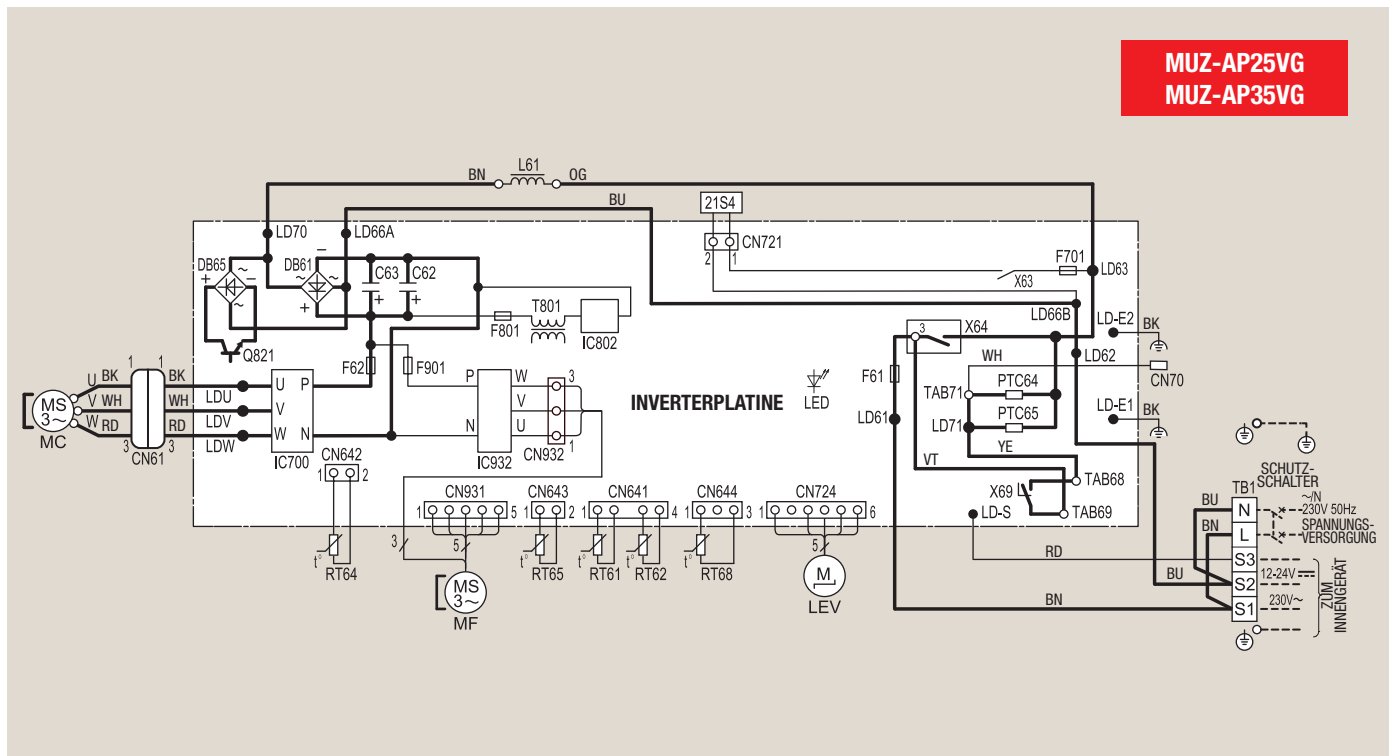 MUZ-AP25VG
MUZ-AP35VG
L61
BN
OG
BU
21S4
LD70
LD66A
CN721
2
1
F701
X63
LD63
DB65
+
−
~
~
DB61
−
~
~
+
C63
+
C62
+
T801
F801
IC802
LD66B
LD-E2
BK
3
X64
Q821
F62
F901
WH
LD62
CN70
F61
PTC64
TAB71
U
BK
1
1
BK
LDU
U
P
P
W
3
V
INVERTERPLATINE
LED
LD61
LD71
PTC65
LD-E1
BK
MS
3~
V
WH
WH
LDV
V
W
RD
3
3
RD
LDW
W
N
N
U
1
MC
CN61
IC700
IC932
CN932
YE
VT
CN642
1
2
CN931
1
5
CN643
1
2
CN641
1
4
CN644
1
3
CN724
1
6
X69
TAB68
LD-S
TAB69
SCHUTZ-
SCHALTER
TB1
BU
N
~/N
230V 50Hz
BN
L
SPANNUNGS-
VERSORGUNG
RD
S3
BU
S2
12-24V
BN
S1
230V~
ZUM
INNENGERÄT
t°
RT64
3
5
t°
RT65
t°
RT61
t°
RT62
t°
RT68
5
MS
3~
MF
M
LEV